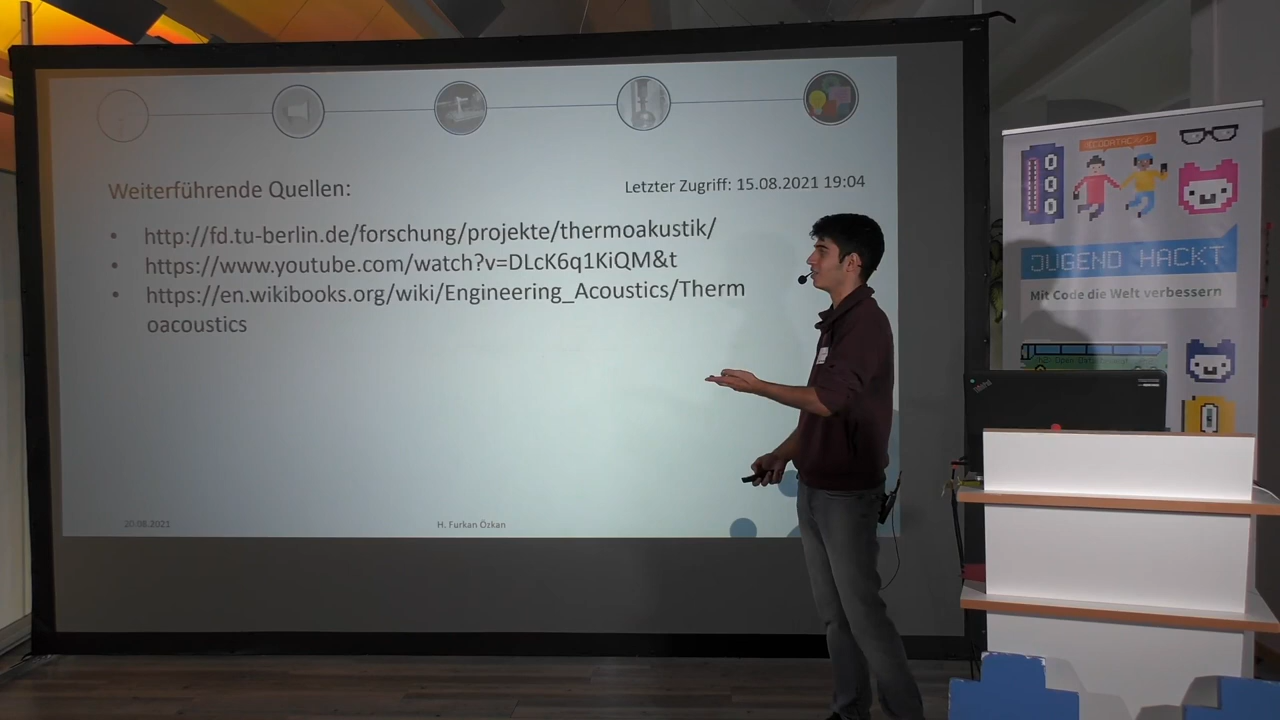 Weiterführende Quellen:
Letzter Zugriff: 15.08.2021 19:04
• http://fd.tu-berlin.de/forschung/projekte/thermoakustik/
• https://www.youtube.com/watch?v=DLcK6q1KiQM&t
• https://en.wikibooks.org/wiki/Engineering_Acoustics/Therm
oacoustics
20.08.2021
H. Furkan Özkan
JUGEND HACKT
Mit Code die Welt verbessern
ThinkPad